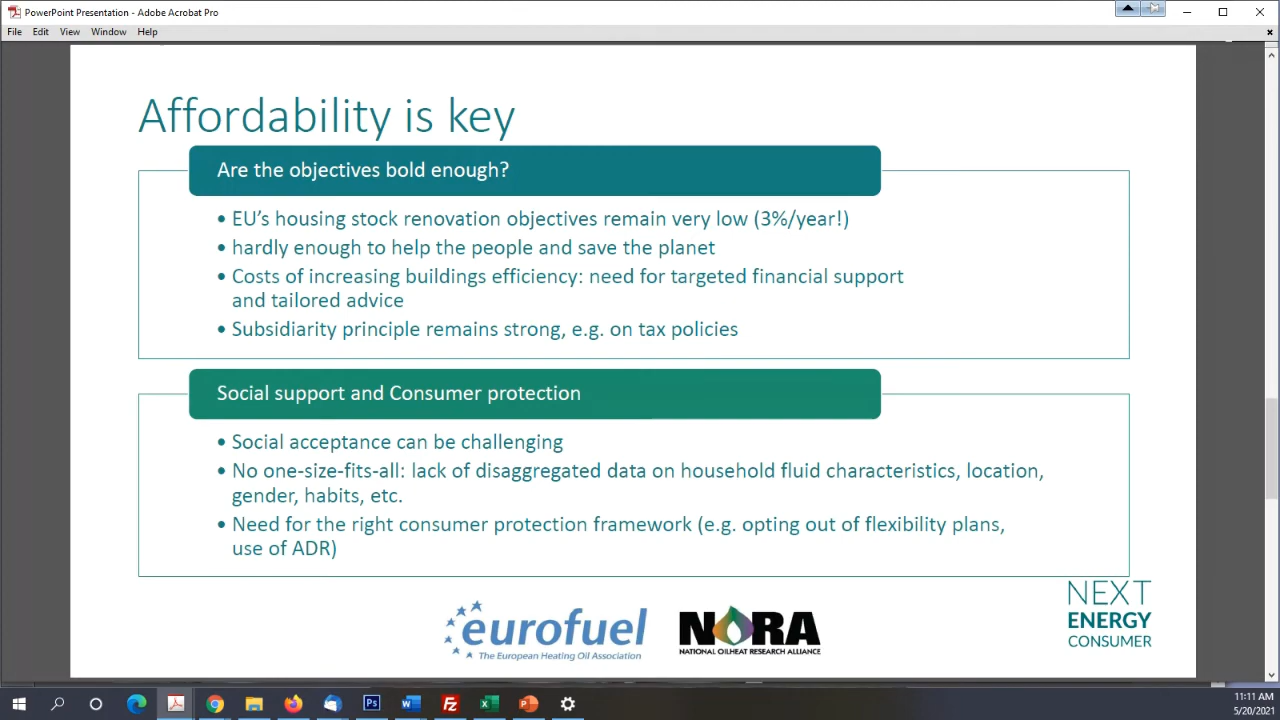 PowerPoint Presentation - Adobe Acrobat Pro
File Edit View Window Help
Affordability is key
Are the objectives bold enough?
• EU's housing stock renovation objectives remain very low (3%/year!)
• hardly enough to help the people and save the planet
• Costs of increasing buildings efficiency: need for targeted financial support
and tailored advice
• Subsidiarity principle remains strong, e.g. on tax policies
Social support and Consumer protection
• Social acceptance can be challenging
• No one-size-fits-all: lack of disaggregated data on household fluid characteristics, location,
gender, habits, etc.
• Need for the right consumer protection framework (e.g. opting out of flexibility plans,
use of ADR)
eurofuel
The European Heating Oil Association
NORA
NATIONAL OILHEAT RESEARCH ALLIANCE
NEXT
ENERGY
CONSUMER
11:11 AM
5/20/2021